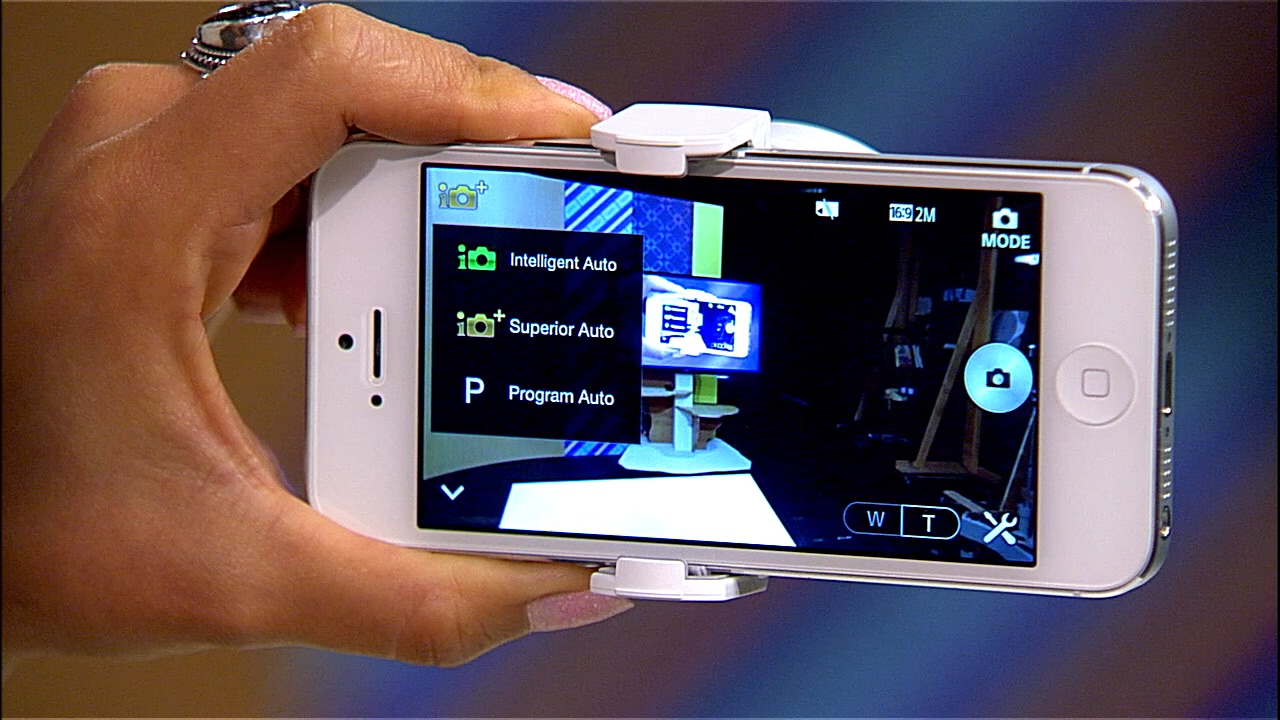 16:9 2M
MODE
Intelligent Auto
Superior Auto
P Program Auto
W T